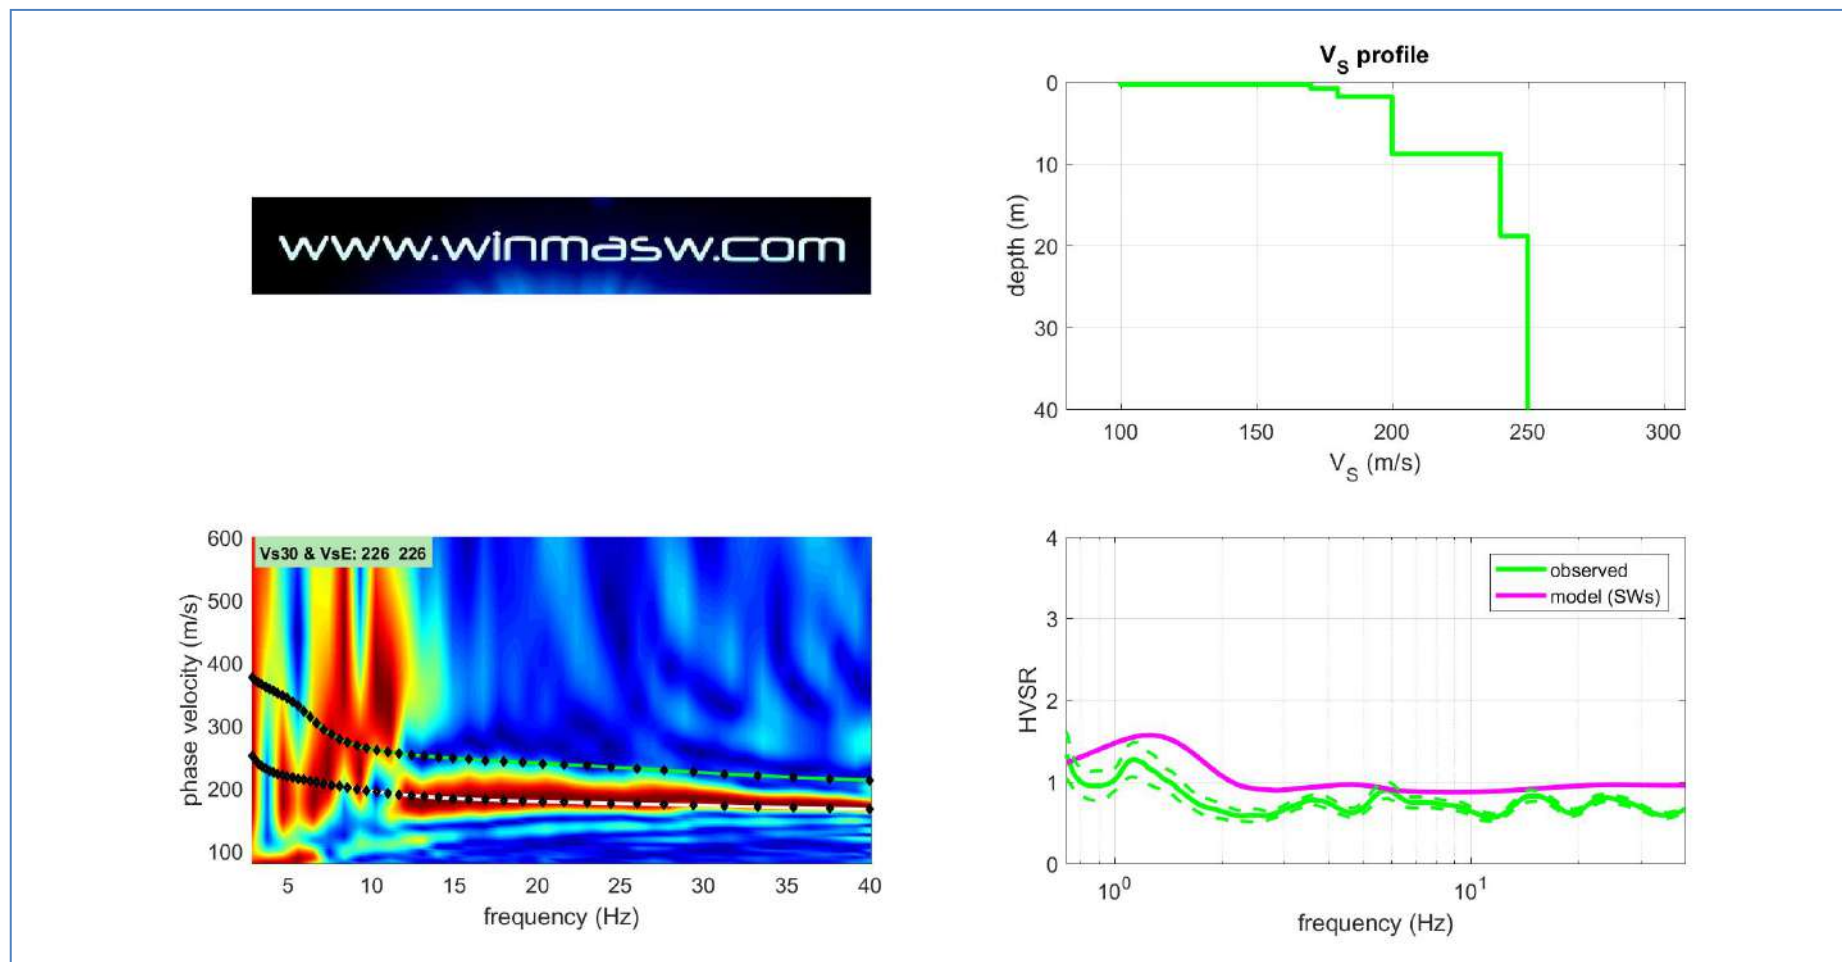 www.winmasw.com
V_S profile
0
10
20
30
40
depth (m)
100 150 200 250 300
V_S (m/s)
600
500
400
300
200
100
phase velocity (m/s)
Vs30 & VsE: 226 226
5 10 15 20 25 30 35 40
frequency (Hz)
4
3
2
1
0
HVSR
observed
model (SWs)
10^0 10^1
frequency (Hz)